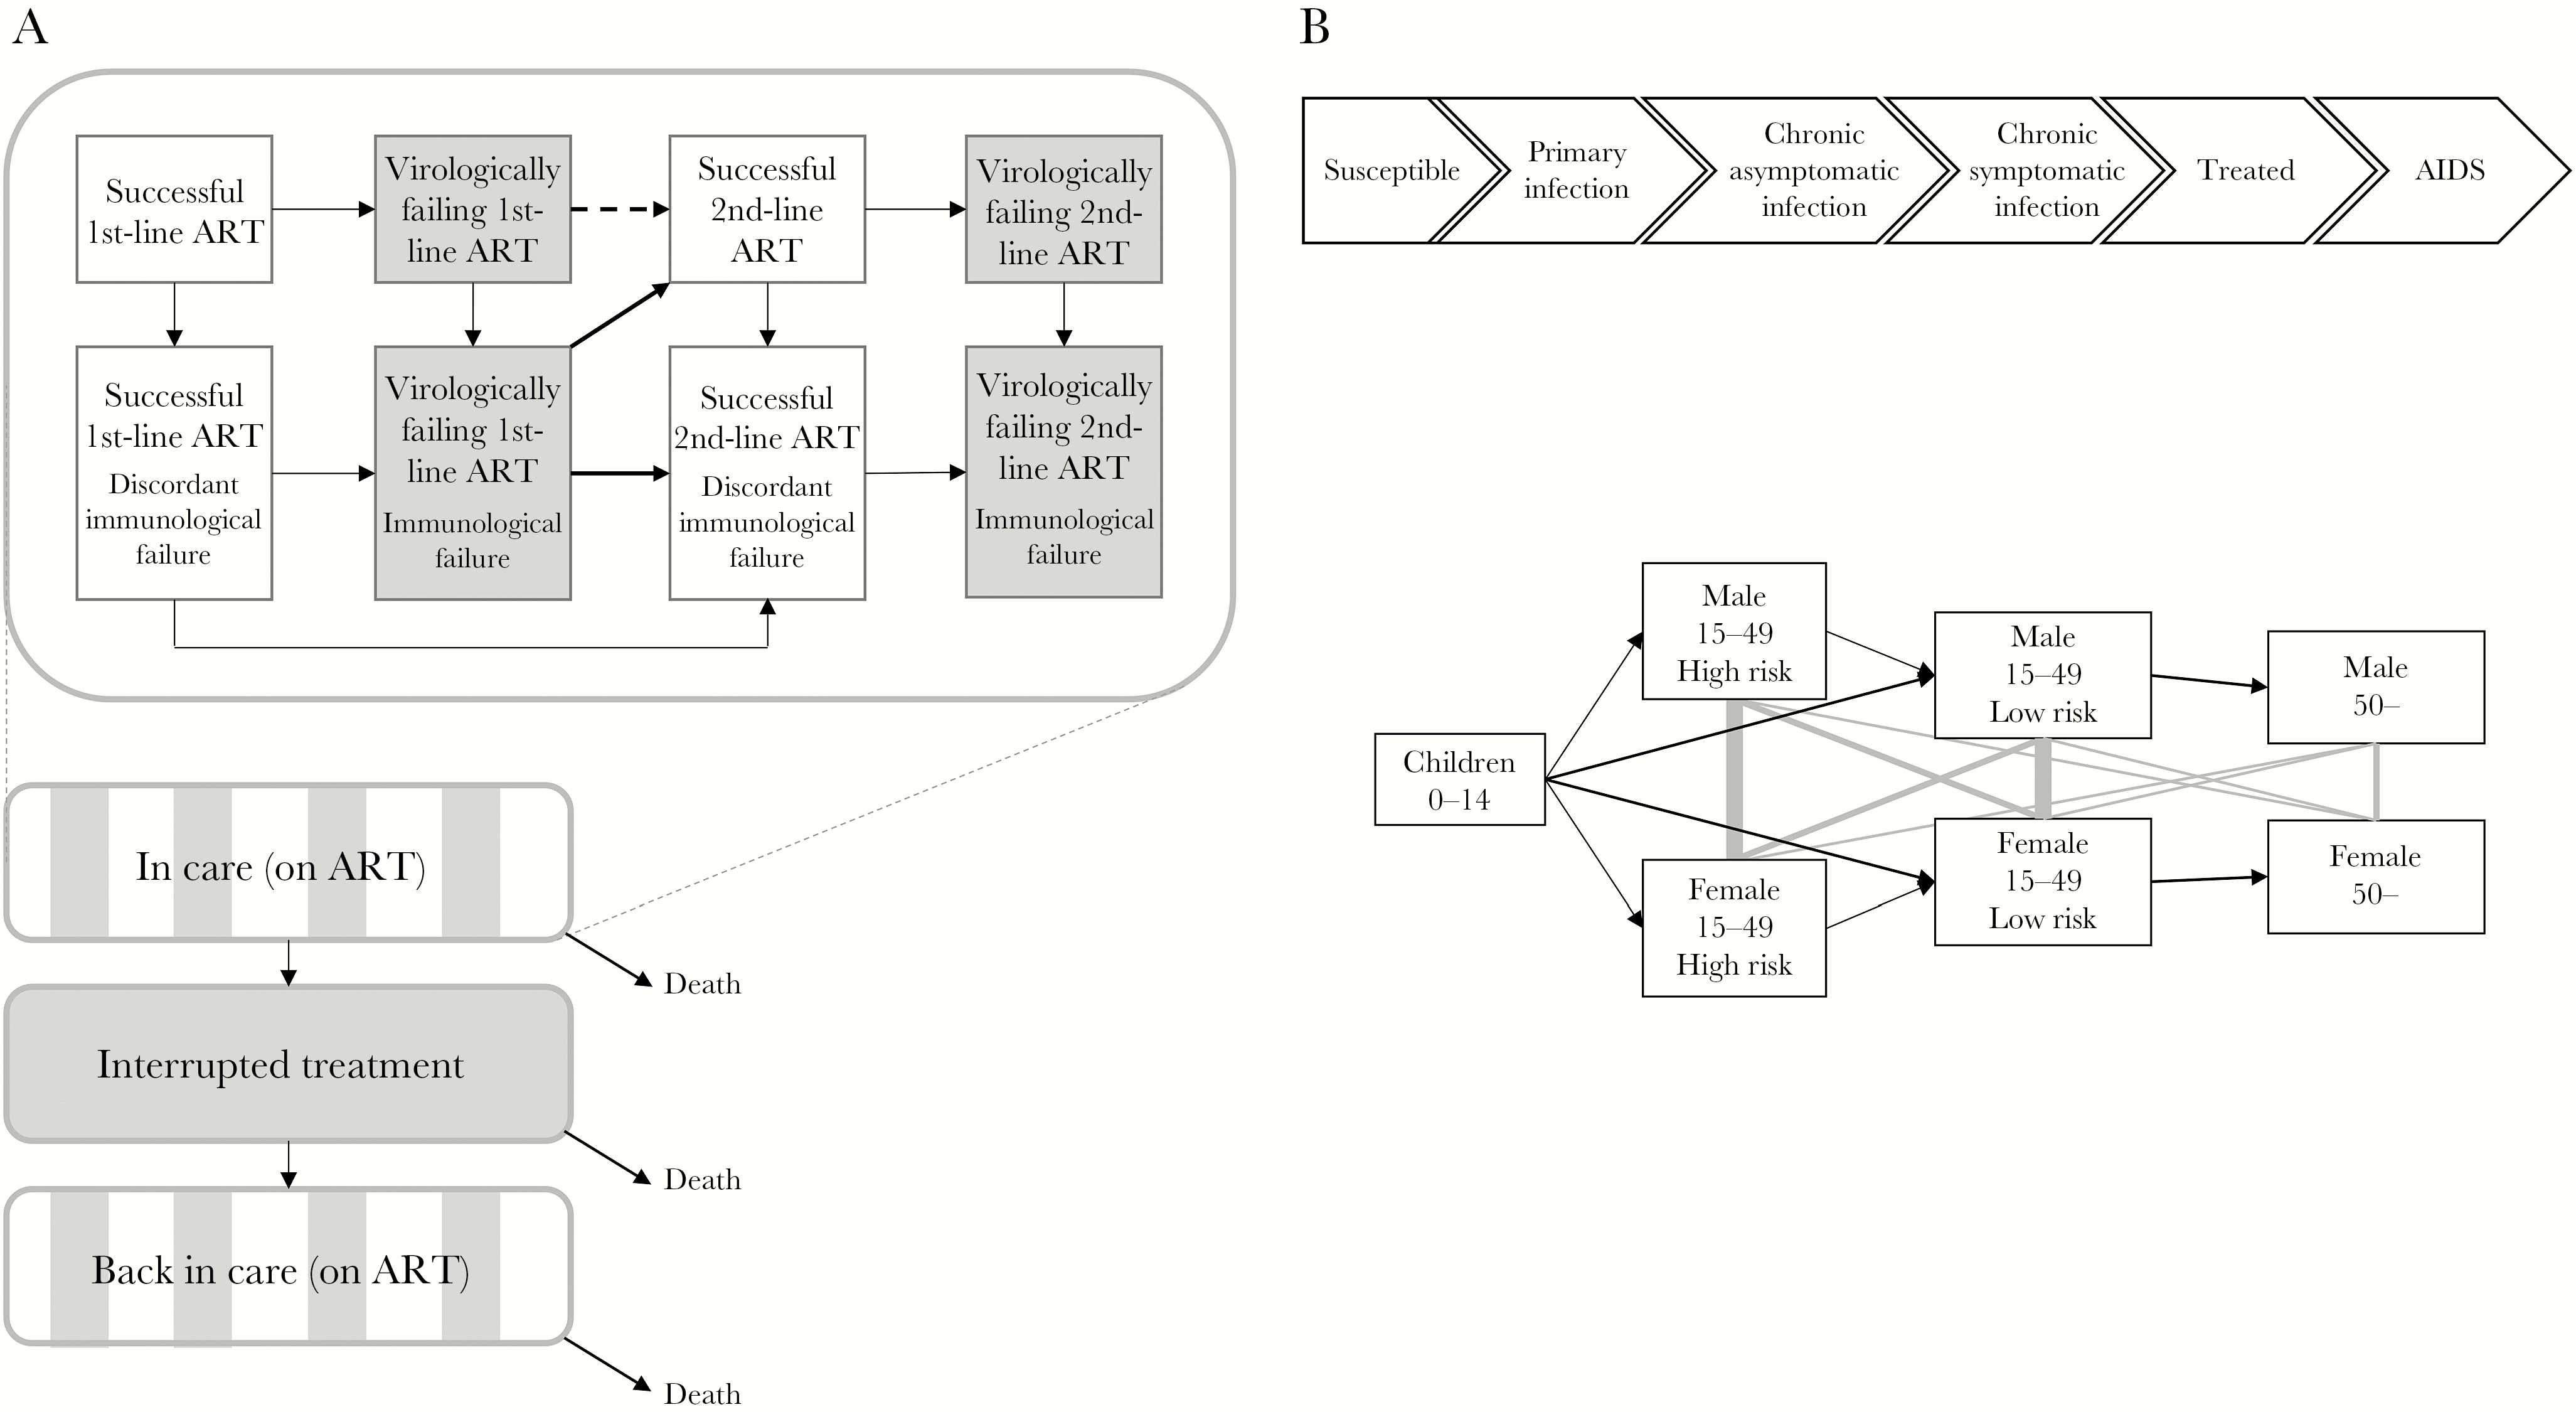 A
Successful
1st-line ART
Virologically
failing 1st-
line ART
Successful
2nd-line
ART
Virologically
failing 2nd-
line ART
Successful
1st-line ART
Discordant
immunological
failure
Virologically
failing 1st-
line ART
Immunological
failure
Successful
2nd-line ART
Discordant
immunological
failure
Virologically
failing 2nd-
line ART
Immunological
failure
In care (on ART)
Death
Interrupted treatment
Death
Back in care (on ART)
Death
B
Susceptible
Primary
infection
Chronic
asymptomatic
infection
Chronic
symptomatic
infection
Treated
AIDS
Children
0–14
Male
15–49
High risk
Male
15–49
Low risk
Male
50–
Female
15–49
High risk
Female
15–49
Low risk
Female
50–